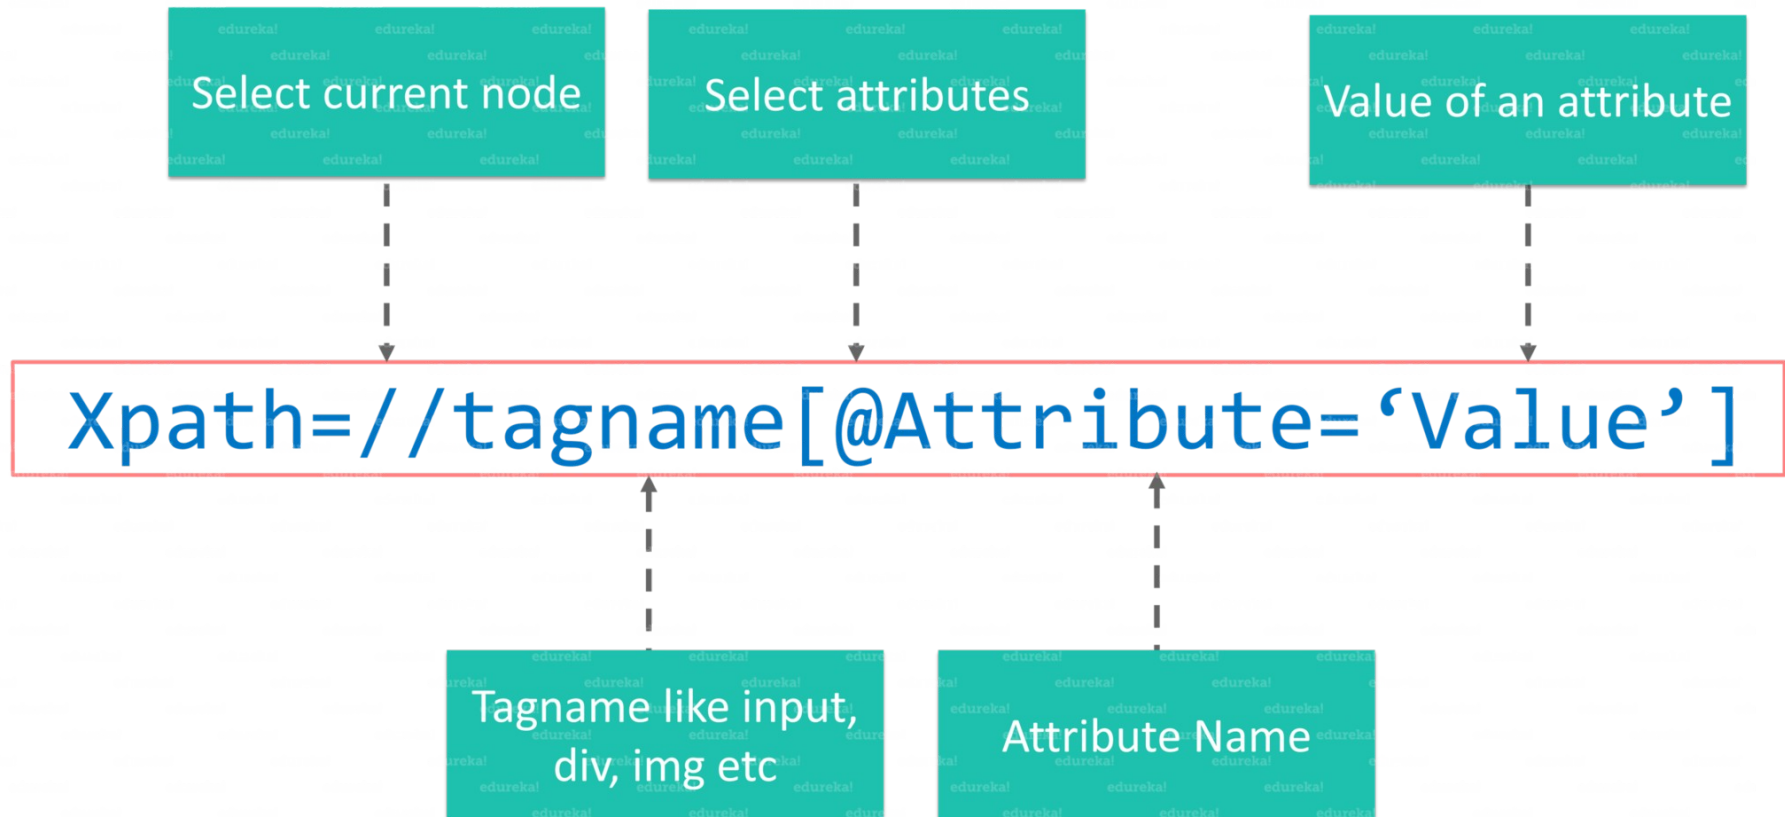 Select current node
Select attributes
Value of an attribute
Xpath=//tagname[@Attribute=‘Value’]
Tagname like input,
div, img etc
Attribute Name
edureka!